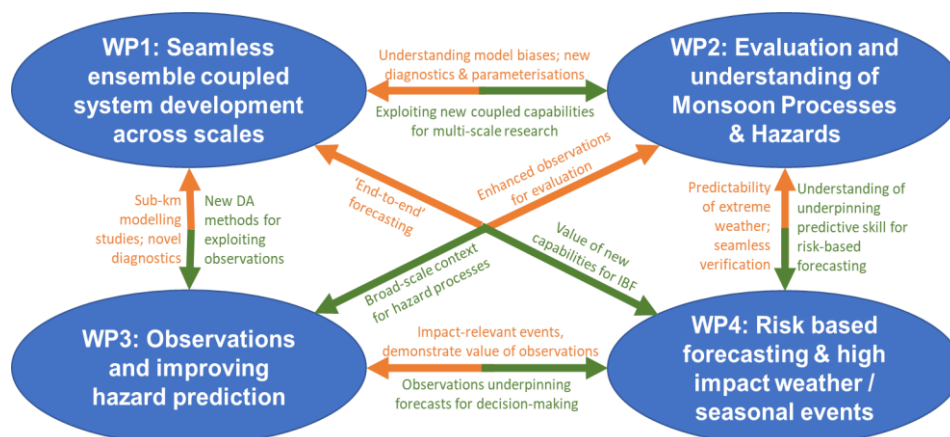 WP1: Seamless
ensemble coupled
system development
across scales
Understanding model biases; new
diagnostics & parameterisations
Exploiting new coupled capabilities
for multi-scale research
WP2: Evaluation and
understanding of
Monsoon Processes
& Hazards
Sub-km
modelling
studies; novel
diagnostics
New DA
methods for
exploiting
observations
'End-to-end'
forecasting
Enhanced observations
for evaluation
Broad-scale context
for hazard processes
Value of new
capabilities for IBF
Predictability
of extreme
weather;
seamless
verification
Understanding of
underpinning
predictive skill for
risk-based
forecasting
WP3: Observations
and improving
hazard prediction
Impact-relevant events,
demonstrate value of observations
Observations underpinning
forecasts for decision-making
WP4: Risk based
forecasting & high
impact weather /
seasonal events